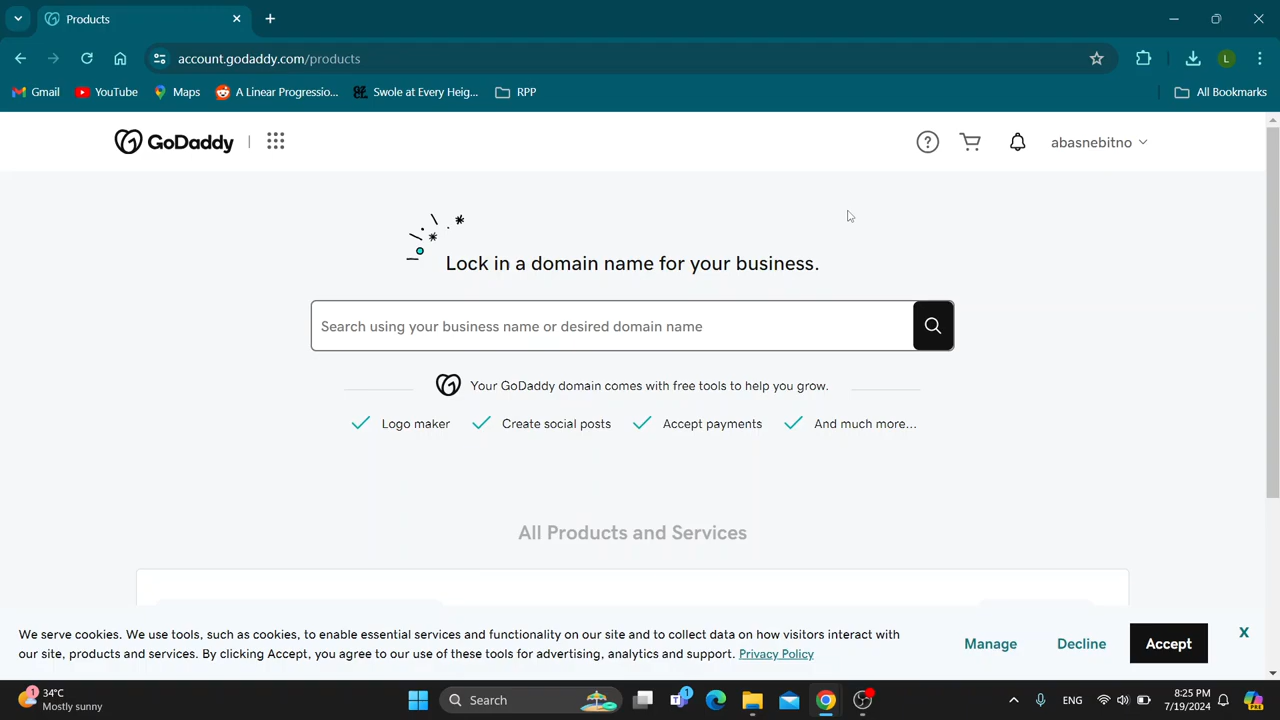 Products
account.godaddy.com/products
Gmail
YouTube
Maps
A Linear Progressio...
Swole at Every Heig...
RPP
All Bookmarks
L
GoDaddy
abasnebitno
Lock in a domain name for your business.
Search using your business name or desired domain name
Your GoDaddy domain comes with free tools to help you grow.
Logo maker
Create social posts
Accept payments
And much more...
All Products and Services
We serve cookies. We use tools, such as cookies, to enable essential services and functionality on our site and to collect data on how visitors interact with
our site, products and services. By clicking Accept, you agree to our use of these tools for advertising, analytics and support. Privacy Policy
Manage
Decline
Accept
X
1
34°C
Mostly sunny
Search
1
ENG
8:25 PM
7/19/2024